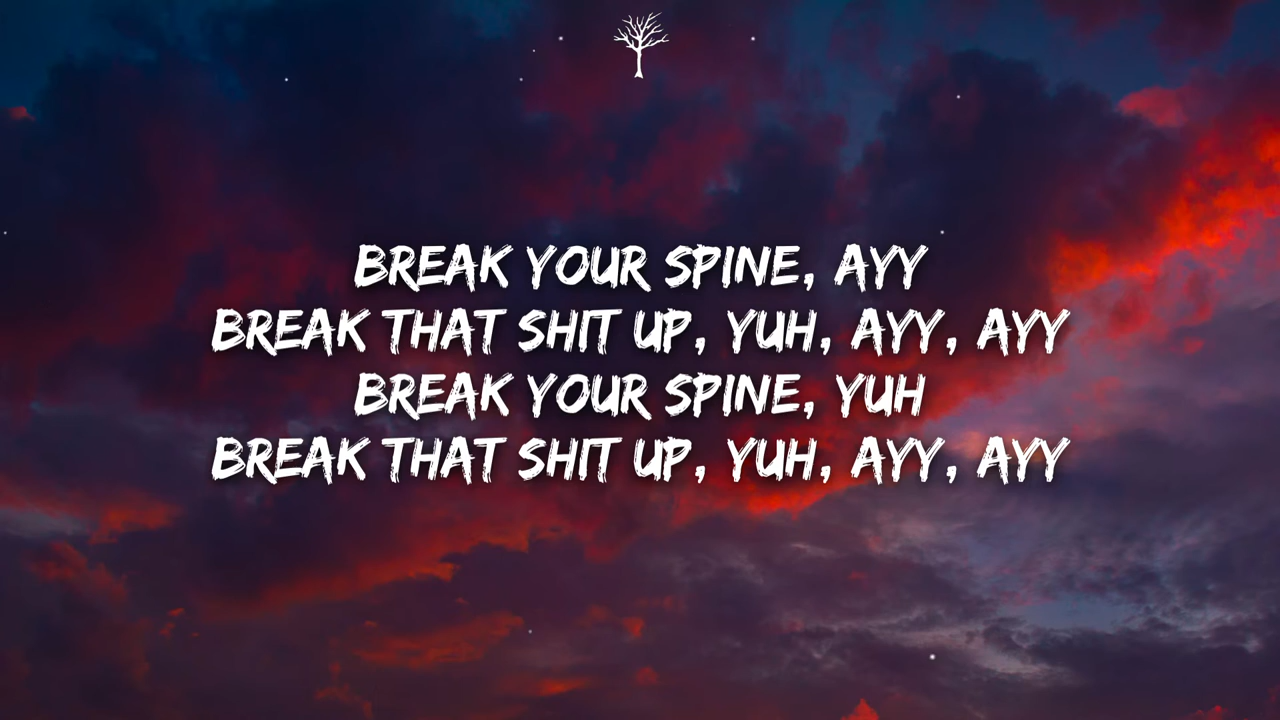 BREAK YOUR SPINE, AYY
BREAK THAT SHIT UP, YUH, AYY, AYY
BREAK YOUR SPINE, YUH
BREAK THAT SHIT UP, YUH, AYY, AYY